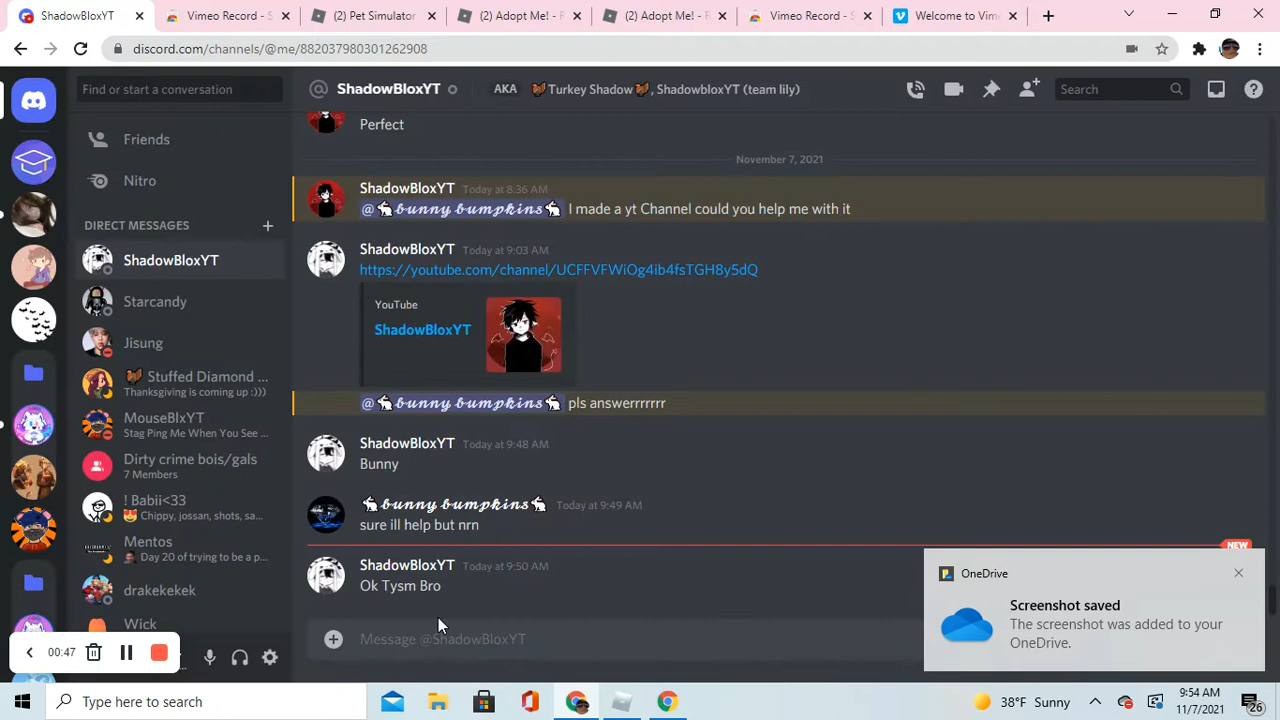 ShadowBloxYT
Vimeo Record - S
(2) Pet Simulator
(2) Adopt Me! - R
(3) Adopt Me! - R
Vimeo Record - S
Welcome to Vim
discord.com/channels/@me/882037980301262908
Find or start a conversation
@ ShadowBloxYT
AKA 🦃Turkey Shadow🦃, ShadowbloxYT (team lily)
Search
Friends
Nitro
DIRECT MESSAGES
ShadowBloxYT
Starcandy
Jisung
🦃 Stuffed Diamond ...
Thanksgiving is coming up :)))
MouseBlxYT
Stag Ping Me When You See ...
Dirty crime bois/gals
7 Members
! Babii<33
😻 Chippy, jossan, shots, sa...
Mentos
Day 20 of trying to be a p...
drakekekek
Wick
00:47
Perfect
November 7, 2021
ShadowBloxYT Today at 8:36 AM
@🐇𝓫𝓾𝓷𝓷𝔂 𝓫𝓾𝓶𝓹𝓴𝓲𝓷𝓼🐇 I made a yt Channel could you help me with it
ShadowBloxYT Today at 9:03 AM
https://youtube.com/channel/UCFFVFWiOg4ib4fsTGH8y5dQ
YouTube
ShadowBloxYT
@🐇𝓫𝓾𝓷𝓷𝔂 𝓫𝓾𝓶𝓹𝓴𝓲𝓷𝓼🐇 pls answerrrrrr
ShadowBloxYT Today at 9:48 AM
Bunny
🐇𝓫𝓾𝓷𝓷𝔂 𝓫𝓾𝓶𝓹𝓴𝓲𝓷𝓼🐇 Today at 9:49 AM
sure ill help but nrn
NEW
ShadowBloxYT Today at 9:50 AM
Ok Tysm Bro
Message @ShadowBloxYT
OneDrive
Screenshot saved
The screenshot was added to your
OneDrive.
Type here to search
38°F Sunny
9:54 AM
11/7/2021
26